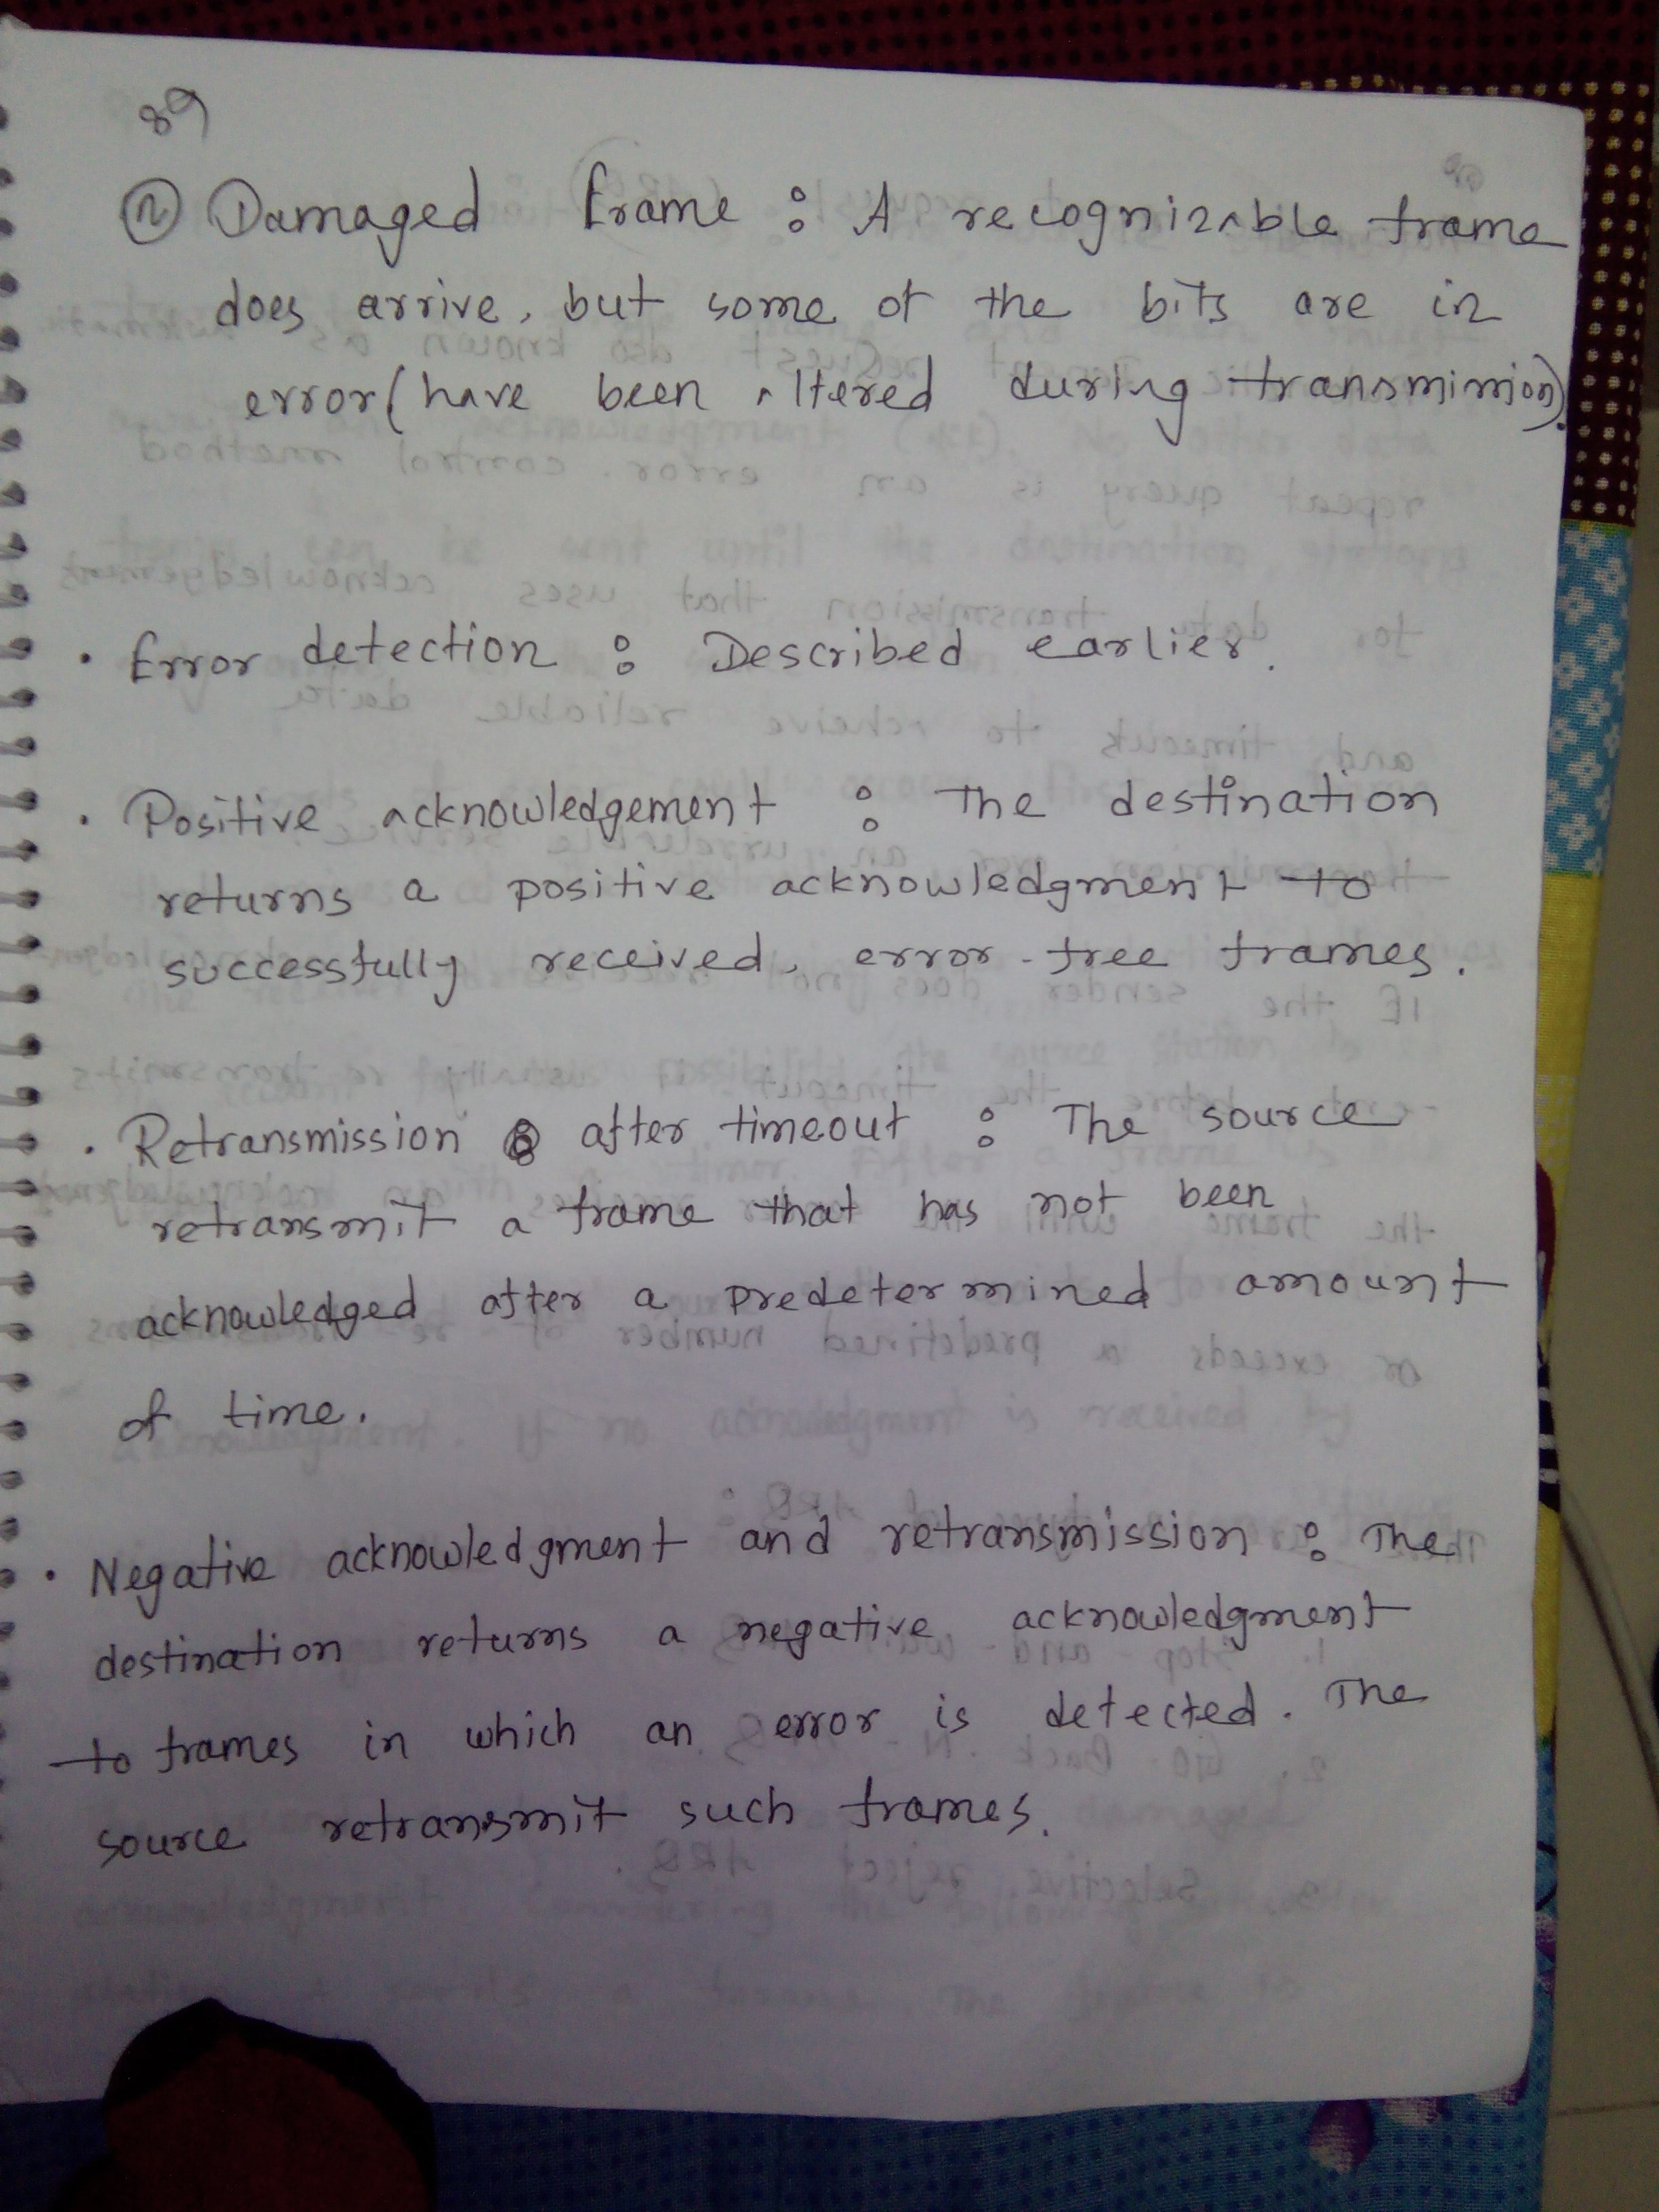 89
② Damaged frame : A recognizable frame
does arrive, but some of the bits are in
error (have been altered during transmission).
· Error detection : Described earlier.
· Positive acknowledgement : The destination
returns a positive acknowledgment to
successfully received, error-free frames.
· Retransmission after timeout : The source
retransmit a frame that has not been
acknowledged after a predetermined amount
of time.
· Negative acknowledgment and retransmission : The
destination returns a negative acknowledgment
to frames in which an error is detected. The
source retransmit such frames.